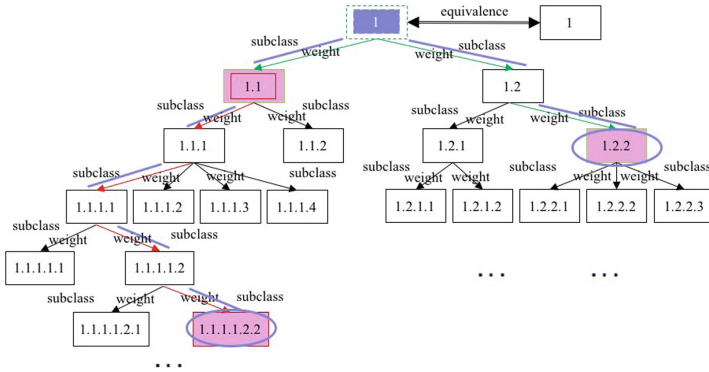 1
equivalence
1
subclass
weight
weight
subclass
1.1
1.2
subclass
weight
weight
subclass
subclass
weight
weight
subclass
1.1.1
1.1.2
1.2.1
1.2.2
subclass
weight
weight
subclass
subclass
weight
weight
subclass
weight
weight
subclass
1.1.1.1
1.1.1.2
1.1.1.3
1.1.1.4
1.2.1.1
1.2.1.2
1.2.2.1
1.2.2.2
1.2.2.3
subclass
weight
weight
subclass
1.1.1.1.1
1.1.1.1.2
...
...
subclass
weight
weight
subclass
1.1.1.1.2.1
1.1.1.1.2.2
...